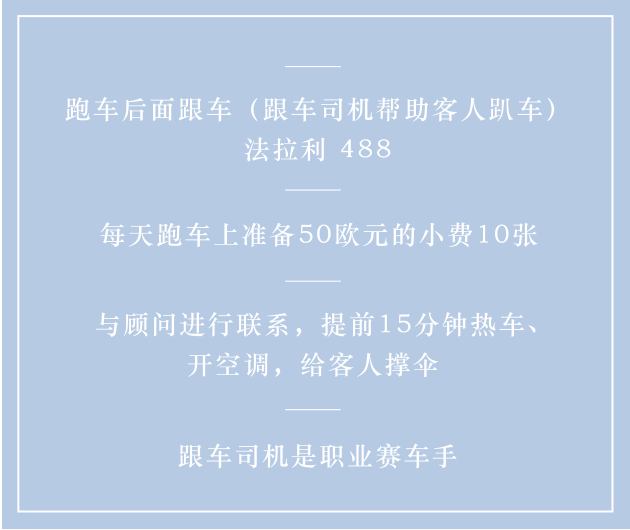 跑车后面跟车（跟车司机帮助客人趴车）
法拉利 488
每天跑车上准备50欧元的小费10张
与顾问进行联系，提前15分钟热车、
开空调，给客人撑伞
跟车司机是职业赛车手